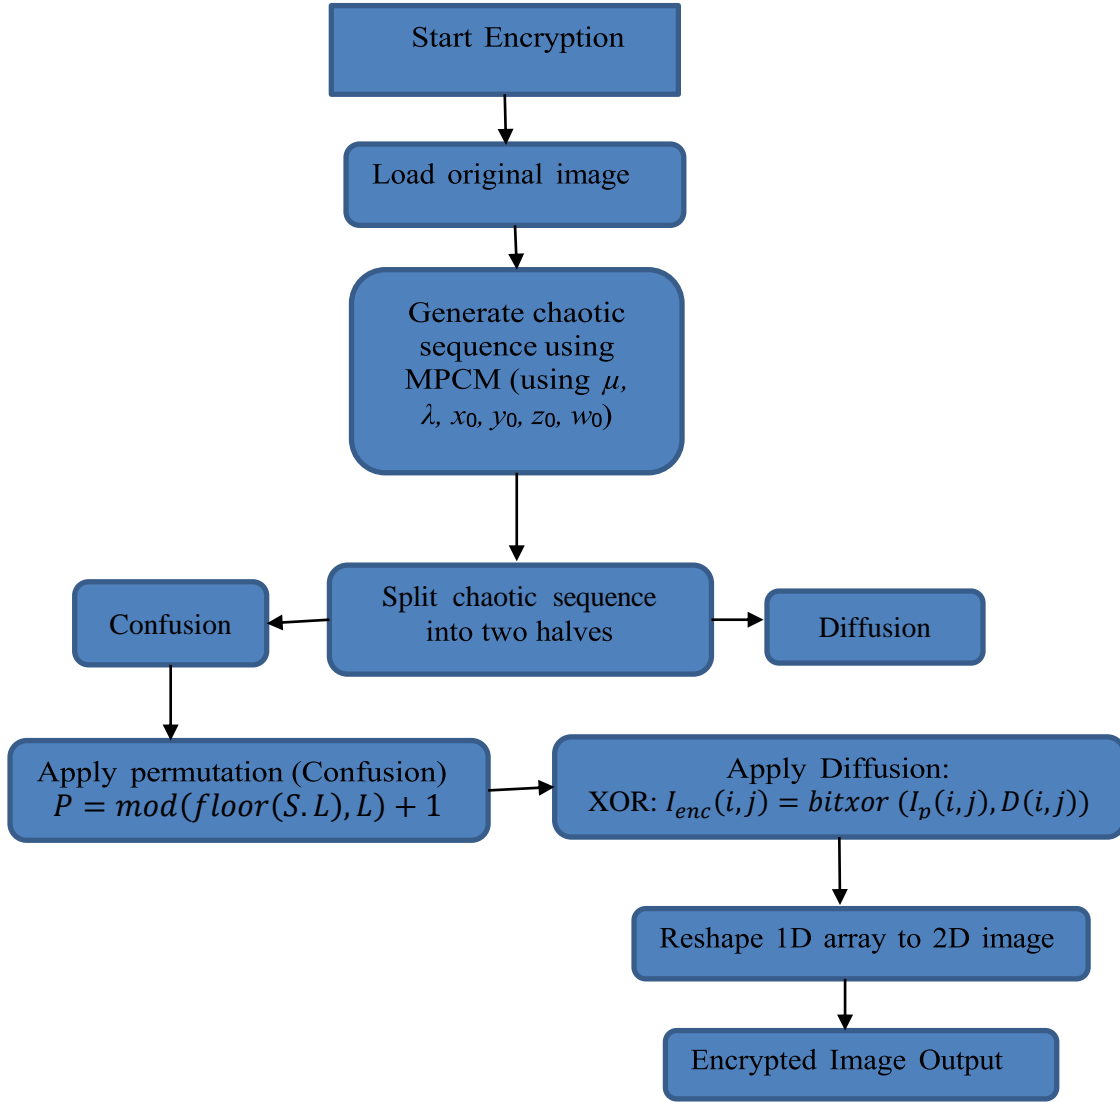 Start Encryption
Load original image
Generate chaotic
sequence using
MPCM (using μ,
λ, x₀, y₀, z₀, w₀)
Split chaotic sequence
into two halves
Confusion
Diffusion
Apply permutation (Confusion)
P = mod(floor(S.L), L) + 1
Apply Diffusion:
XOR: I_enc(i,j) = bitxor (I_p(i,j), D(i,j))
Reshape 1D array to 2D image
Encrypted Image Output